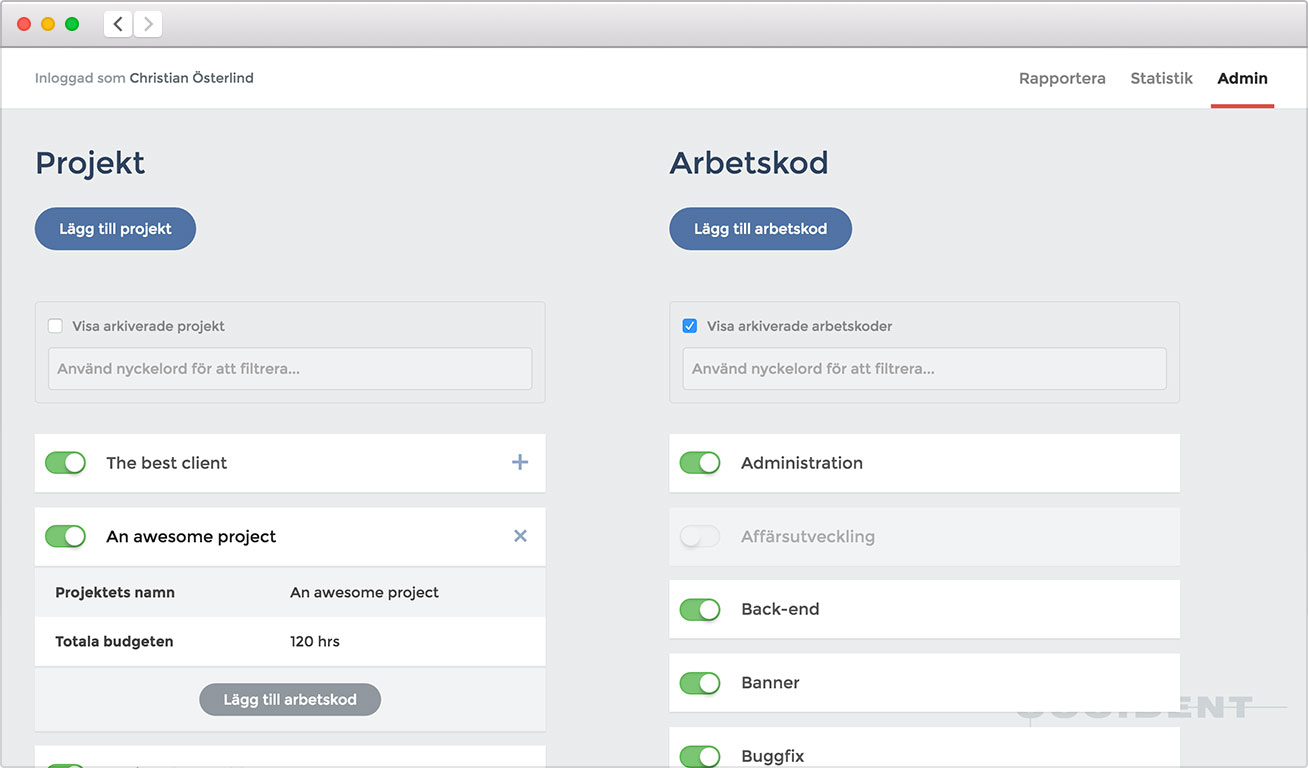 Inloggad som Christian Österlind
Rapportera Statistik Admin
Projekt
Lägg till projekt
Visa arkiverade projekt
Använd nyckelord för att filtrera...
The best client
An awesome project
Projektets namn An awesome project
Totala budgeten 120 hrs
Lägg till arbetskod
Arbetskod
Lägg till arbetskod
Visa arkiverade arbetskoder
Använd nyckelord för att filtrera...
Administration
Affärsutveckling
Back-end
Banner
Buggfix